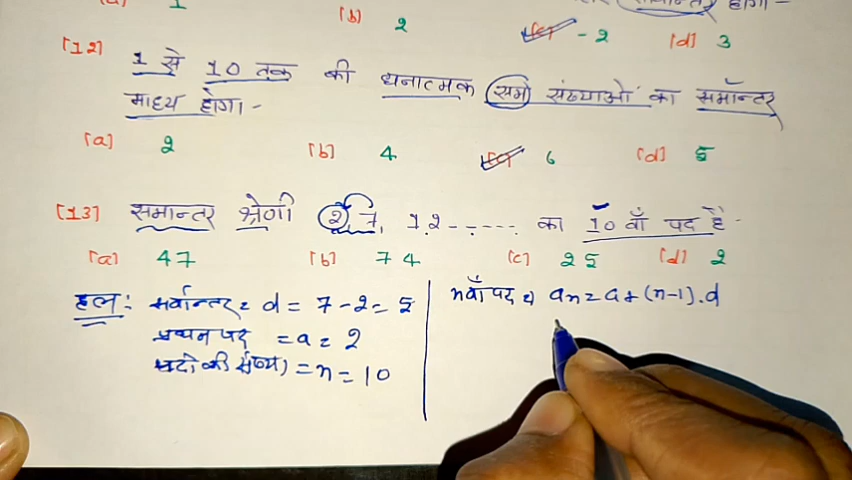 (b) 2 (c) -2 (d) 3
[12] 1 से 10 तक की धनात्मक सम संख्याओं का समॉन्टर
माध्य होगा -
(a) 2 (b) 4 (c) 6 (d) 5
[13] समान्तर श्रेणी 2, 7, 12------- का 10 वाँ पद है -
(a) 47 (b) 74 (c) 25 (d) 2
हल: सर्वान्तर = d = 7-2 = 5
प्रथम पद = a = 2
पदो की संख्या = n = 10
nवाँ पद = an = a + (n-1).d